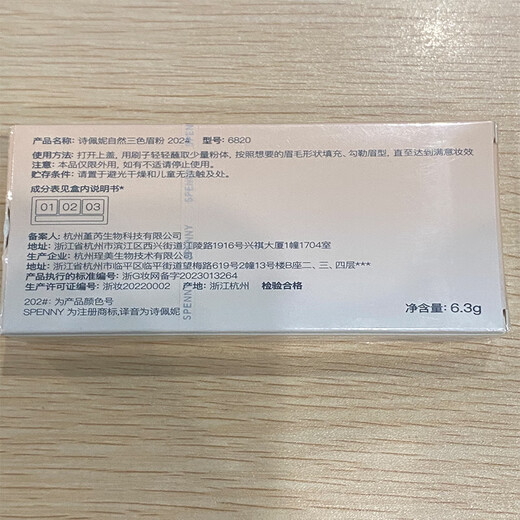 产品名称：诗佩妮自然三色眉粉 202# 型号：6820
使用方法：打开上盖，用刷子轻轻蘸取少量粉体，按照想要的眉毛形状填充、勾勒眉型，直至达到满意妆效
注意：本品仅限外用，如有不适请停止使用。
贮存条件：请置于避光干燥和儿童无法触及处。
成分表见盒内说明书*
01 02 03
备案人：杭州堇芮生物科技有限公司
地址：浙江省杭州市滨江区西兴街道江陵路1916号兴祺大厦1幢1704室
生产企业：杭州瑆美生物技术有限公司
地址：浙江省杭州市临平区临平街道望梅路619号2幢13号楼B座二、三、四层***
产品执行的标准编号：浙G妆网备字2023013264
生产许可证编号：浙妆20220002 产地：浙江杭州 检验合格
202#：为产品颜色号
SPENNY 为注册商标，译音为诗佩妮
净含量：6.3g
SPENNY
SPENNY